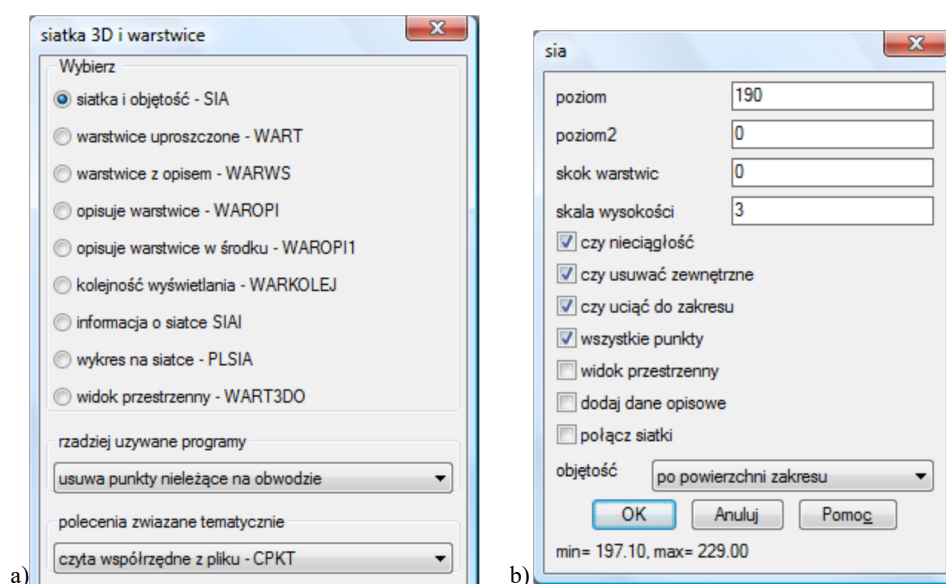 siatka 3D i warstwice
Wybierz
siatka i objętość - SIA
warstwice uproszczone - WART
warstwice z opisem - WARWS
opisuje warstwice - WAROPI
opisuje warstwice w środku - WAROPI1
kolejność wyświetlania - WARKOLEJ
informacja o siatce SIAI
wykres na siatce - PLSIA
widok przestrzenny - WART3DO
rzadziej uzywane programy
usuwa punkty nieleżące na obwodzie
polecenia zwiazane tematycznie
czyta współrzędne z pliku - CPKT
a)
sia
poziom 190
poziom2 0
skok warstwic 0
skala wysokości 3
czy nieciągłość
czy usuwać zewnętrzne
czy uciąć do zakresu
wszystkie punkty
widok przestrzenny
dodaj dane opisowe
połącz siatki
objętość po powierzchni zakresu
OK Anuluj Pomoc
min= 197.10, max= 229.00
b)